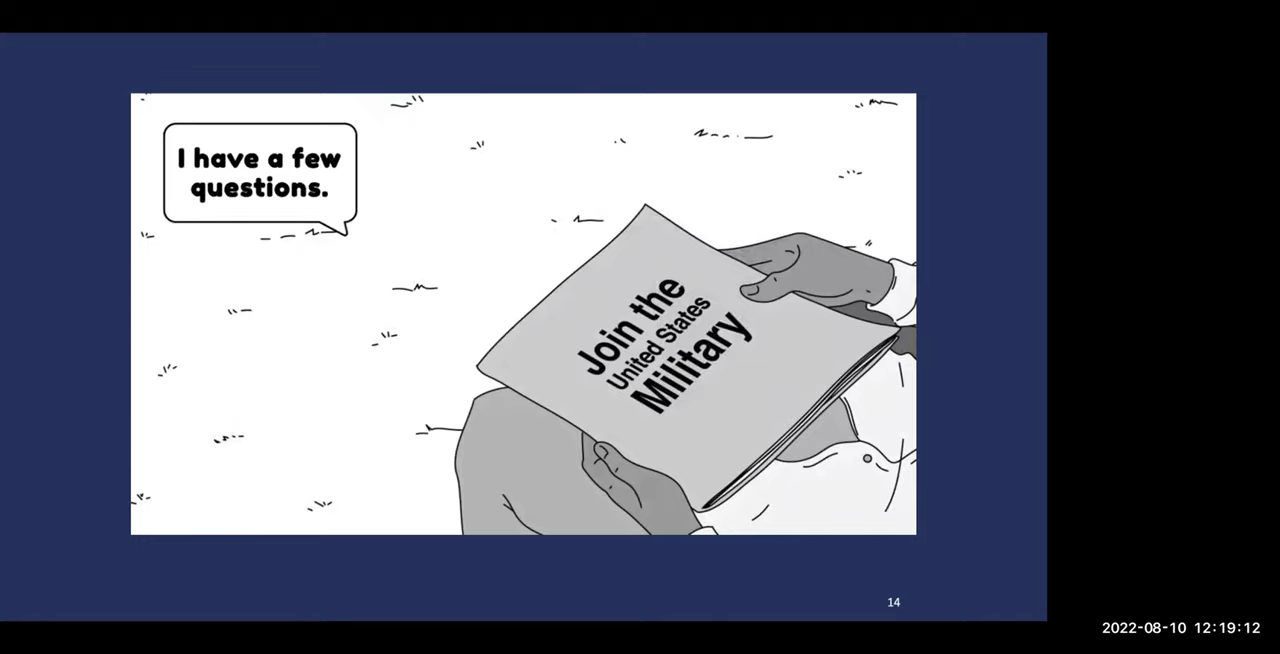 I have a few
questions.
Join the
United States
Military
14
2022-08-10 12:19:12